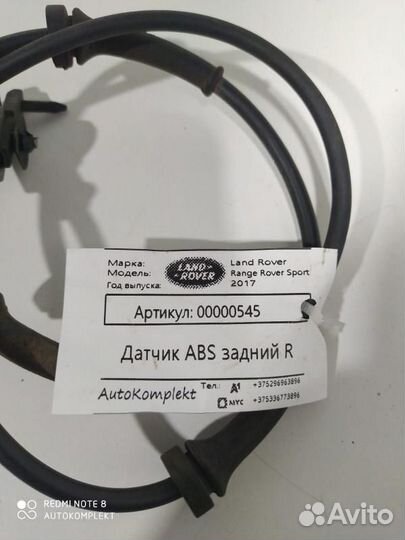 Марка:
Land Rover
Модель:
Range Rover Sport
Год выпуска:
2017
LAND-
ROVER
Артикул: 00000545
Датчик ABS задний R
AutoKomplekt
Тел.: A1 +375296963896
МТС +375336773896
REDMI NOTE 8
AUTOKOMPLEKT
Avito